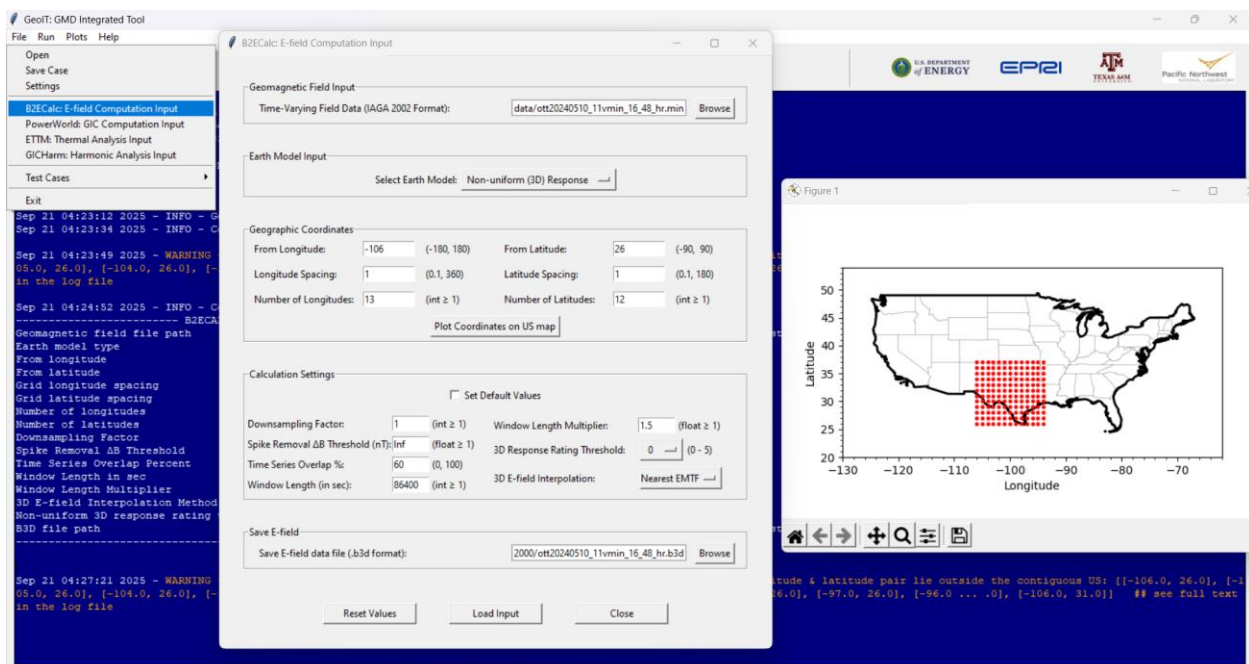 GeoIT: GMD Integrated Tool
File Run Plots Help
Open
Save Case
Settings
B2ECalc: E-field Computation Input
PowerWorld: GIC Computation Input
ETTM: Thermal Analysis Input
GICHarm: Harmonic Analysis Input
Test Cases
Exit
U.S. DEPARTMENT of ENERGY
EPRI
TEXAS A&M
Pacific Northwest
NATIONAL LABORATORY
Sep 21 04:23:12 2025 - INFO - G
Sep 21 04:23:34 2025 - INFO - C
Sep 21 04:23:49 2025 - WARNING
05.0, 26.0], [-104.0, 26.0], [-
in the log file
Sep 21 04:24:52 2025 - INFO - C
B2ECA
Geomagnetic field file path
Earth model type
From longitude
From latitude
Grid longitude spacing
Grid latitude spacing
Number of longitudes
Number of latitudes
Downsampling Factor
Spike Removal ΔB Threshold
Time Series Overlap Percent
Window Length in sec
Window Length Multiplier
3D E-field Interpolation Method
Non-uniform 3D response rating
B3D file path
Sep 21 04:27:21 2025 - WARNING
05.0, 26.0], [-104.0, 26.0], [-
in the log file
B2ECalc: E-field Computation Input
Geomagnetic Field Input
Time-Varying Field Data (IAGA 2002 Format): data/ott20240510_11vmin_16_48_hr.min Browse
Earth Model Input
Select Earth Model: Non-uniform (3D) Response
Geographic Coordinates
From Longitude: -106 (-180, 180) From Latitude: 26 (-90, 90)
Longitude Spacing: 1 (0.1, 360) Latitude Spacing: 1 (0.1, 180)
Number of Longitudes: 13 (int ≥ 1) Number of Latitudes: 12 (int ≥ 1)
Plot Coordinates on US map
Calculation Settings
Set Default Values
Downsampling Factor: 1 (int ≥ 1) Window Length Multiplier: 1.5 (float ≥ 1)
Spike Removal ΔB Threshold (nT): Inf (float ≥ 1) 3D Response Rating Threshold: 0 (0 - 5)
Time Series Overlap %: 60 (0, 100)
3D E-field Interpolation: Nearest EMTF
Window Length (in sec): 86400 (int ≥ 1)
Save E-field
Save E-field data file (.b3d format): 2000/ott20240510_11vmin_16_48_hr.b3d Browse
Reset Values Load Input Close
Figure 1
50
45
40
35
30
25
20
Latitude
-130 -120 -110 -100 -90 -80 -70
Longitude
itude & latitude pair lie outside the contiguous US: [[-106.0, 26.0], [-1
26.0], [-97.0, 26.0], [-96.0 ... .0], [-106.0, 31.0]] ## see full text